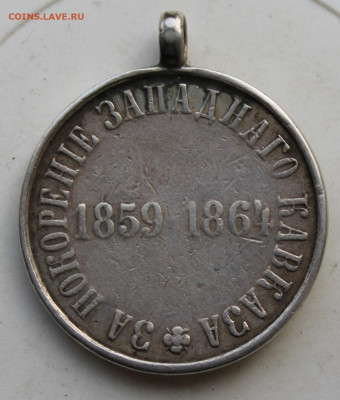 COINS.LAVE.RU
ЗА ПОКОРЕНІЕ ЗАПАДНАГО КАВКАЗА
1859 1864